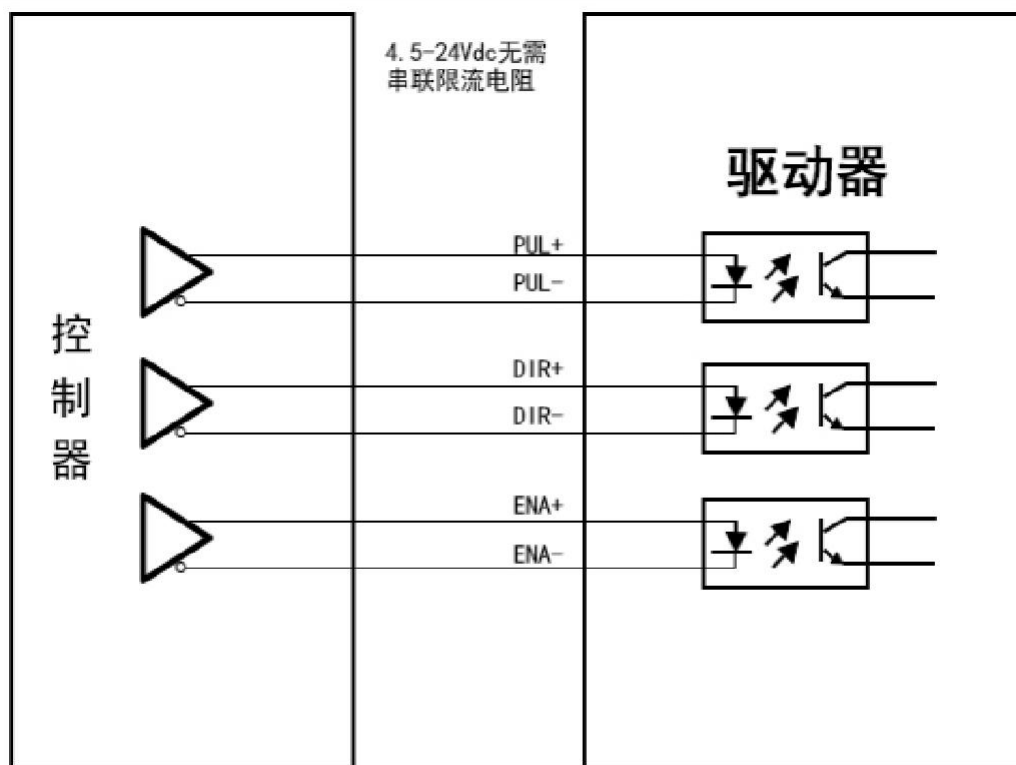 4.5-24Vdc无需
串联限流电阻
驱动器
控
制
器
PUL+
PUL-
DIR+
DIR-
ENA+
ENA-